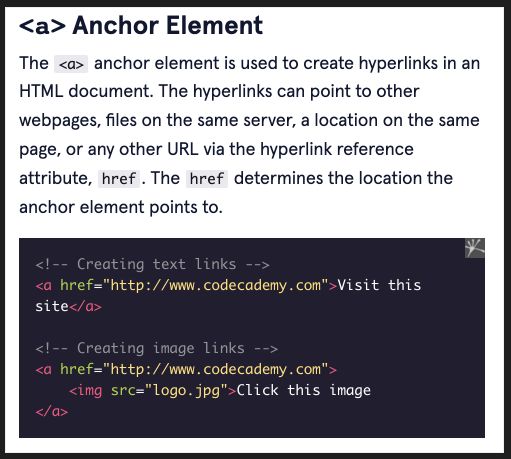 <a> Anchor Element
The <a> anchor element is used to create hyperlinks in an
HTML document. The hyperlinks can point to other
webpages, files on the same server, a location on the same
page, or any other URL via the hyperlink reference
attribute, href. The href determines the location the
anchor element points to.
<!-- Creating text links -->
<a href="http://www.codecademy.com">Visit this
site</a>
<!-- Creating image links -->
<a href="http://www.codecademy.com">
    <img src="logo.jpg">Click this image
</a>